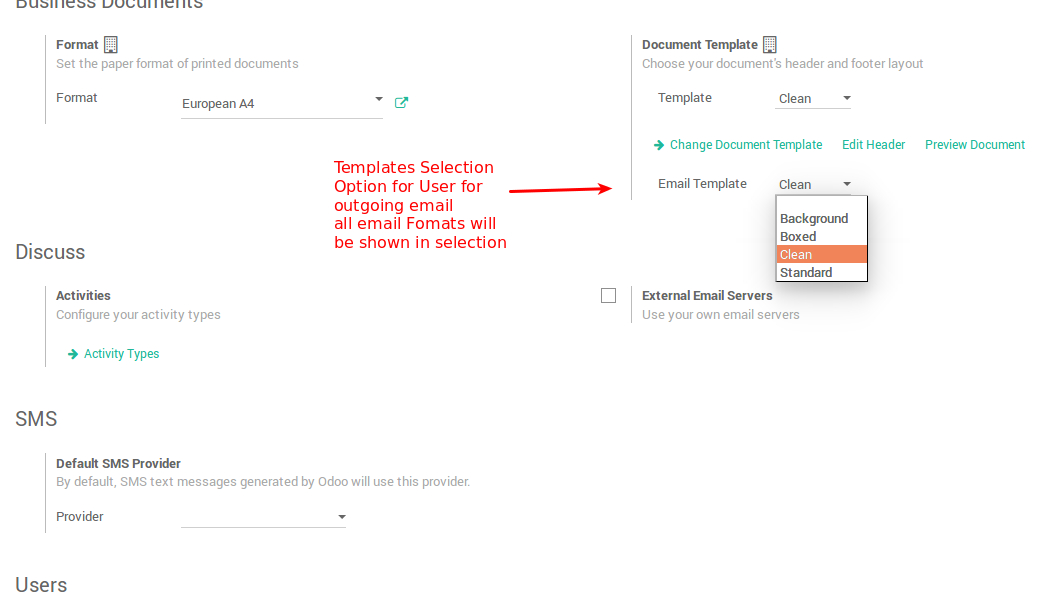 Business Documents
Format
Set the paper format of printed documents
Format
European A4
Document Template
Choose your document's header and footer layout
Template
Clean
Change Document Template
Edit Header
Preview Document
Email Template
Clean
Background
Boxed
Clean
Standard
Templates Selection
Option for User for
outgoing email
all email Fomats will
be shown in selection
Discuss
Activities
Configure your activity types
Activity Types
External Email Servers
Use your own email servers
SMS
Default SMS Provider
By default, SMS text messages generated by Odoo will use this provider.
Provider
Users